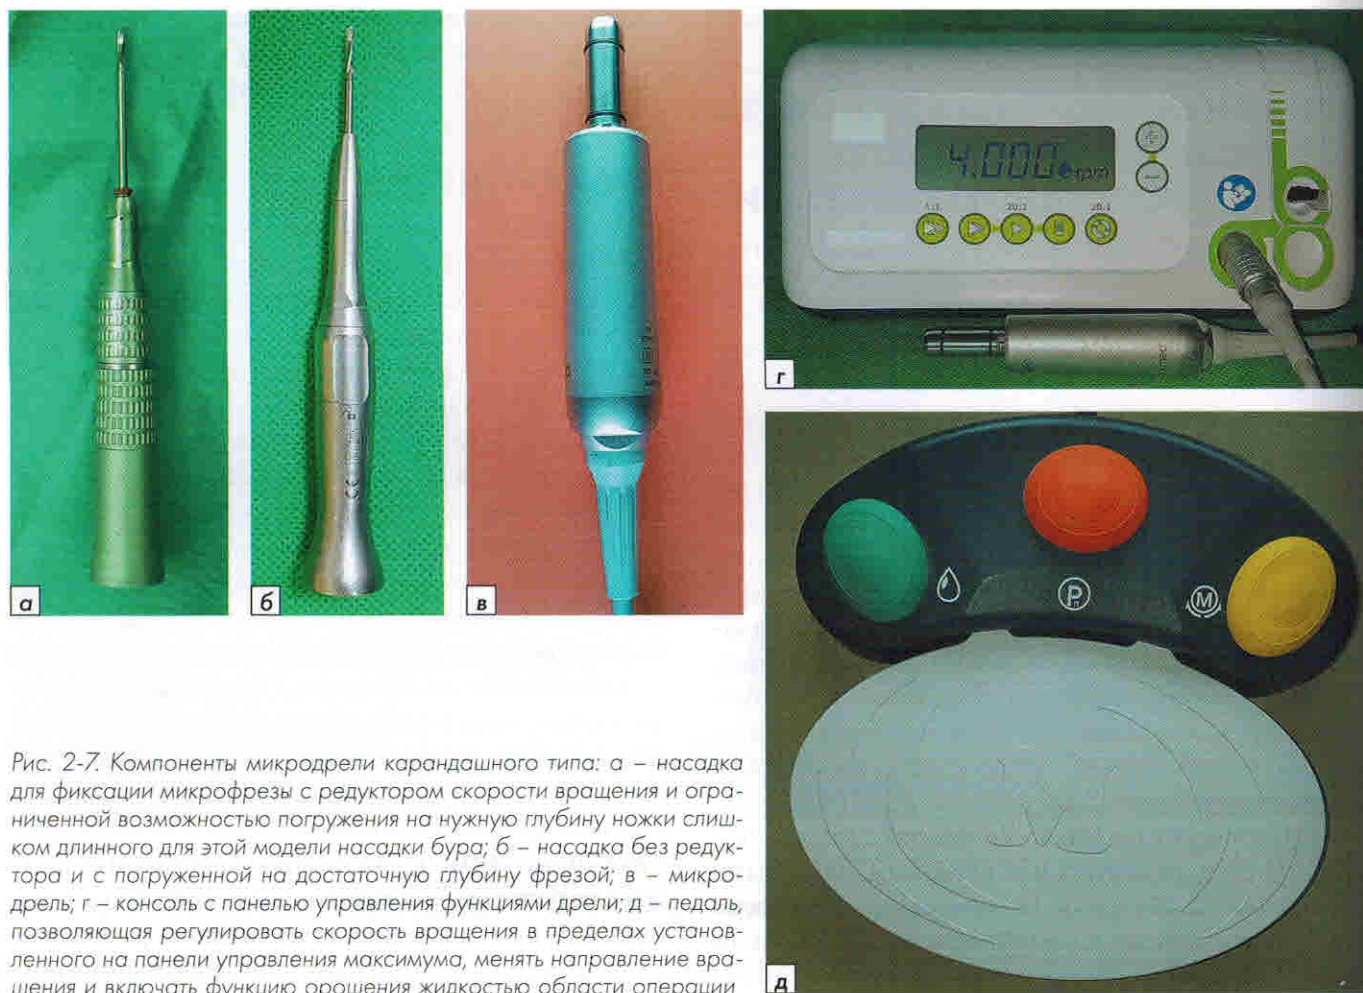 а
б
в
г
4.000 rpm
1:1
20:1
20:1
P
M
д
Рис. 2-7. Компоненты микродрели карандашного типа: а – насадка
для фиксации микрофрезы с редуктором скорости вращения и огра-
ниченной возможностью погружения на нужную глубину ножки слиш-
ком длинного для этой модели насадки бура; б – насадка без редук-
тора и с погруженной на достаточную глубину фрезой; в – микро-
дрель; г – консоль с панелью управления функциями дрели; д – педаль,
позволяющая регулировать скорость вращения в пределах установ-
ленного на панели управления максимума, менять направление вра-
щения и включать функцию орошения жидкостью области операции